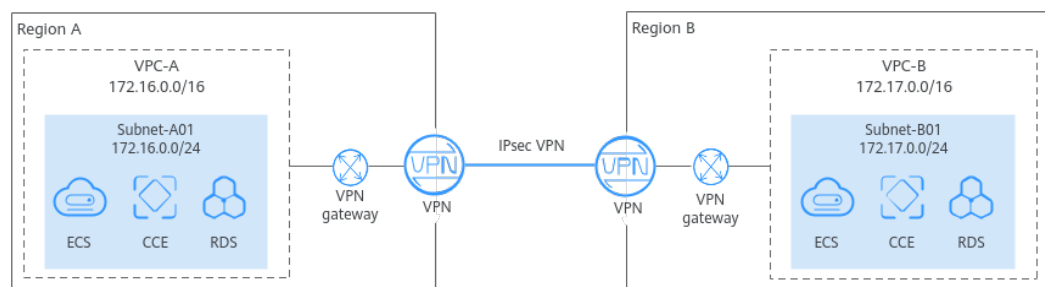 Region A
VPC-A
172.16.0.0/16
Subnet-A01
172.16.0.0/24
ECS
CCE
RDS
VPN
gateway
VPN
VPN
IPsec VPN
VPN
VPN
VPN
gateway
Region B
VPC-B
172.17.0.0/16
Subnet-B01
172.17.0.0/24
ECS
CCE
RDS